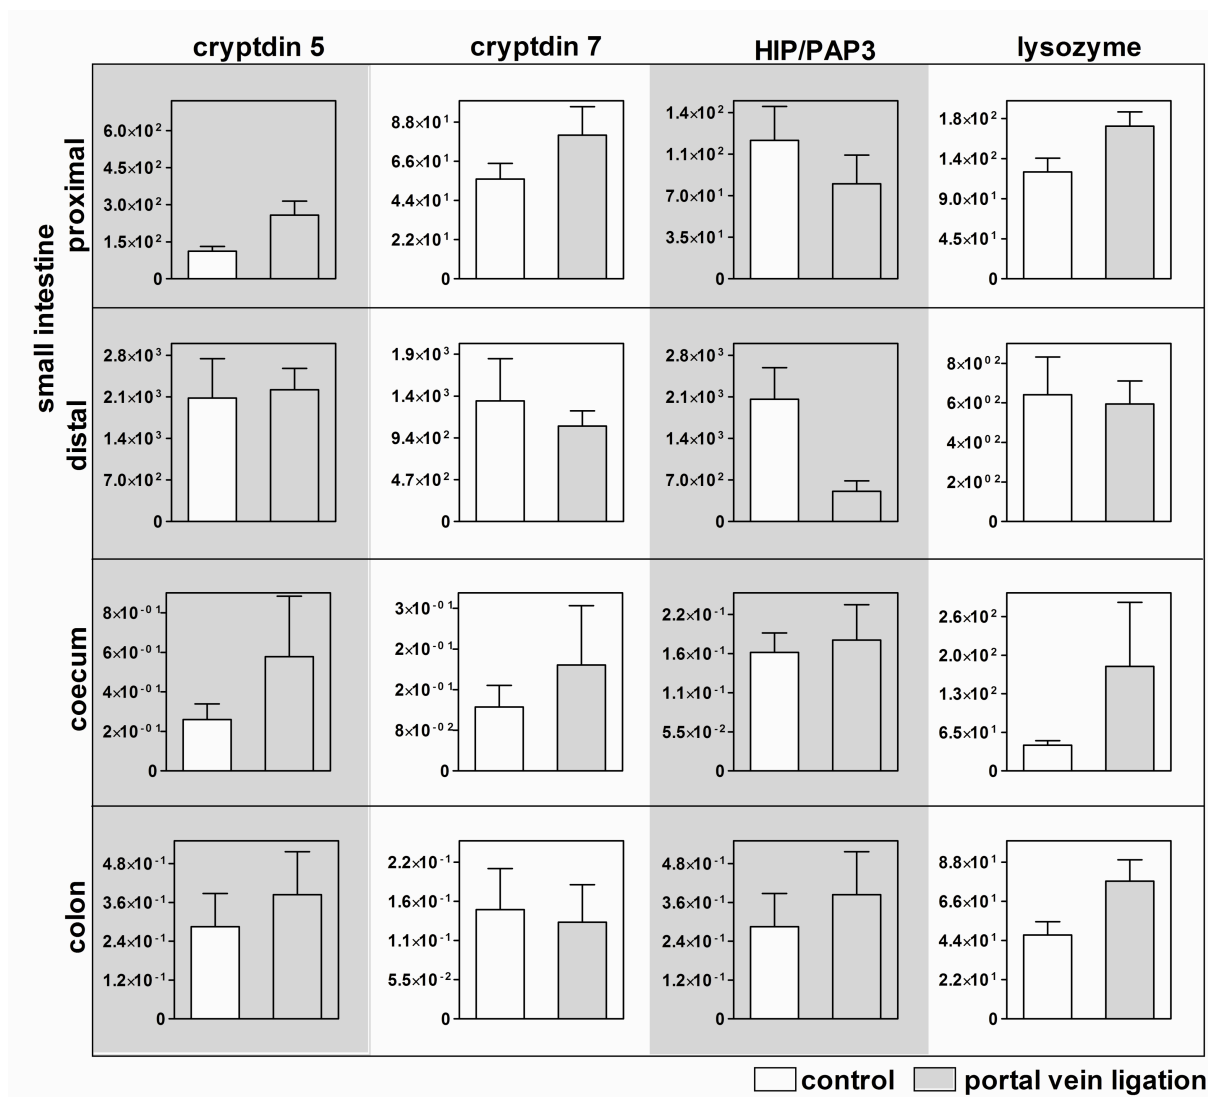 cryptdin 5 cryptdin 7 HIP/PAP3 lysozyme
small intestine
proximal
6.0×10² 4.5×10² 3.0×10² 1.5×10² 0
8.8×10¹ 6.6×10¹ 4.4×10¹ 2.2×10¹ 0
1.4×10² 1.1×10² 7.0×10¹ 3.5×10¹ 0
1.8×10² 1.4×10² 9.0×10¹ 4.5×10¹ 0
distal
2.8×10³ 2.1×10³ 1.4×10³ 7.0×10² 0
1.9×10³ 1.4×10³ 9.4×10² 4.7×10² 0
2.8×10³ 2.1×10³ 1.4×10³ 7.0×10² 0
8×10⁰² 6×10⁰² 4×10⁰² 2×10⁰² 0
coecum
8×10⁻⁰¹ 6×10⁻⁰¹ 4×10⁻⁰¹ 2×10⁻⁰¹ 0
3×10⁻⁰¹ 2×10⁻⁰¹ 2×10⁻⁰¹ 8×10⁻⁰² 0
2.2×10⁻¹ 1.6×10⁻¹ 1.1×10⁻¹ 5.5×10⁻² 0
2.6×10² 2.0×10² 1.3×10² 6.5×10¹ 0
colon
4.8×10⁻¹ 3.6×10⁻¹ 2.4×10⁻¹ 1.2×10⁻¹ 0
2.2×10⁻¹ 1.6×10⁻¹ 1.1×10⁻¹ 5.5×10⁻² 0
4.8×10⁻¹ 3.6×10⁻¹ 2.4×10⁻¹ 1.2×10⁻¹ 0
8.8×10¹ 6.6×10¹ 4.4×10¹ 2.2×10¹ 0
control portal vein ligation